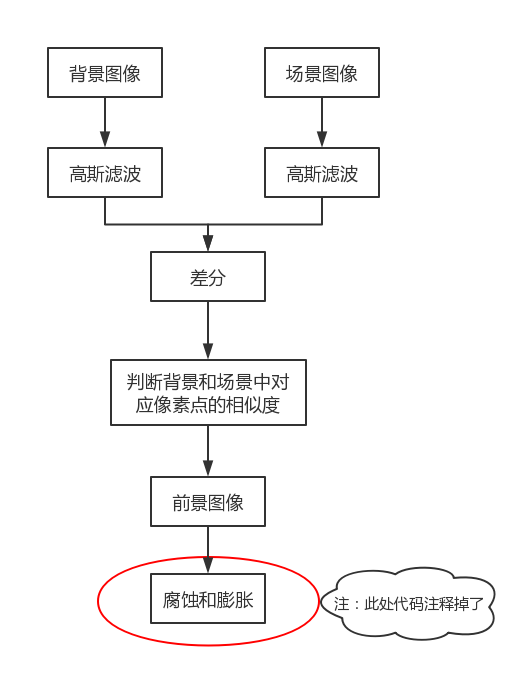 背景图像
场景图像
高斯滤波
高斯滤波
差分
判断背景和场景中对
应像素点的相似度
前景图像
腐蚀和膨胀
注：此处代码注释掉了